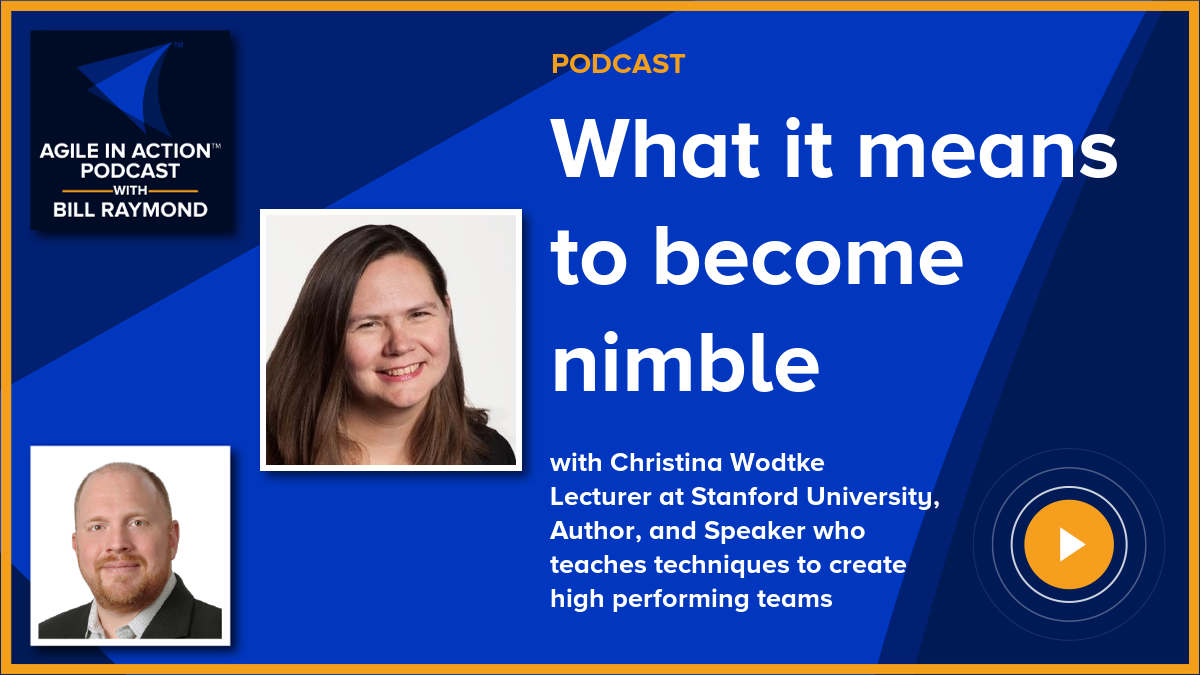 ™
AGILE IN ACTION™
PODCAST
WITH
BILL RAYMOND
PODCAST
What it means
to become
nimble
with Christina Wodtke
Lecturer at Stanford University,
Author, and Speaker who
teaches techniques to create
high performing teams